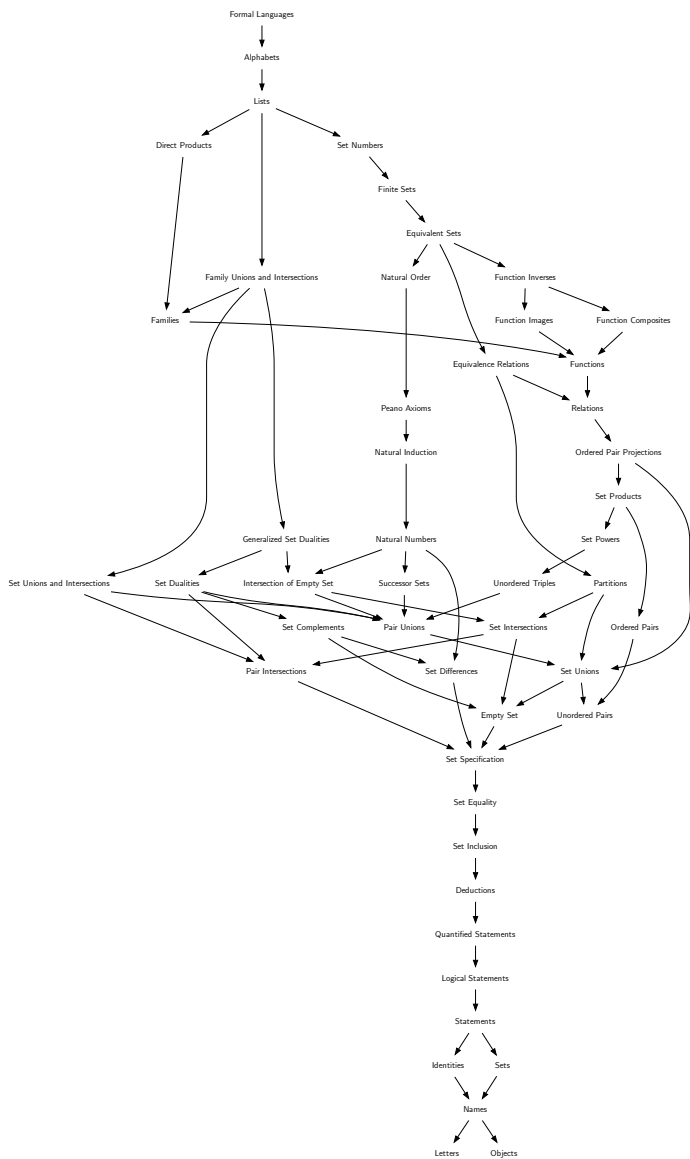 Formal Languages
Alphabets
Lists
Direct Products
Set Numbers
Finite Sets
Equivalent Sets
Family Unions and Intersections
Natural Order
Function Inverses
Families
Function Images
Function Composites
Equivalence Relations
Functions
Peano Axioms
Relations
Natural Induction
Ordered Pair Projections
Set Products
Generalized Set Dualities
Natural Numbers
Set Powers
Set Unions and Intersections
Set Dualities
Intersection of Empty Set
Successor Sets
Unordered Triples
Partitions
Set Complements
Pair Unions
Set Intersections
Ordered Pairs
Pair Intersections
Set Differences
Set Unions
Empty Set
Unordered Pairs
Set Specification
Set Equality
Set Inclusion
Deductions
Quantified Statements
Logical Statements
Statements
Identities
Sets
Names
Letters
Objects